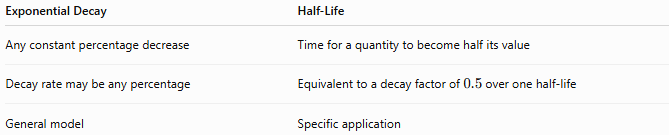 Exponential Decay Half-Life
Any constant percentage decrease Time for a quantity to become half its value
Decay rate may be any percentage Equivalent to a decay factor of 0.5 over one half-life
General model Specific application